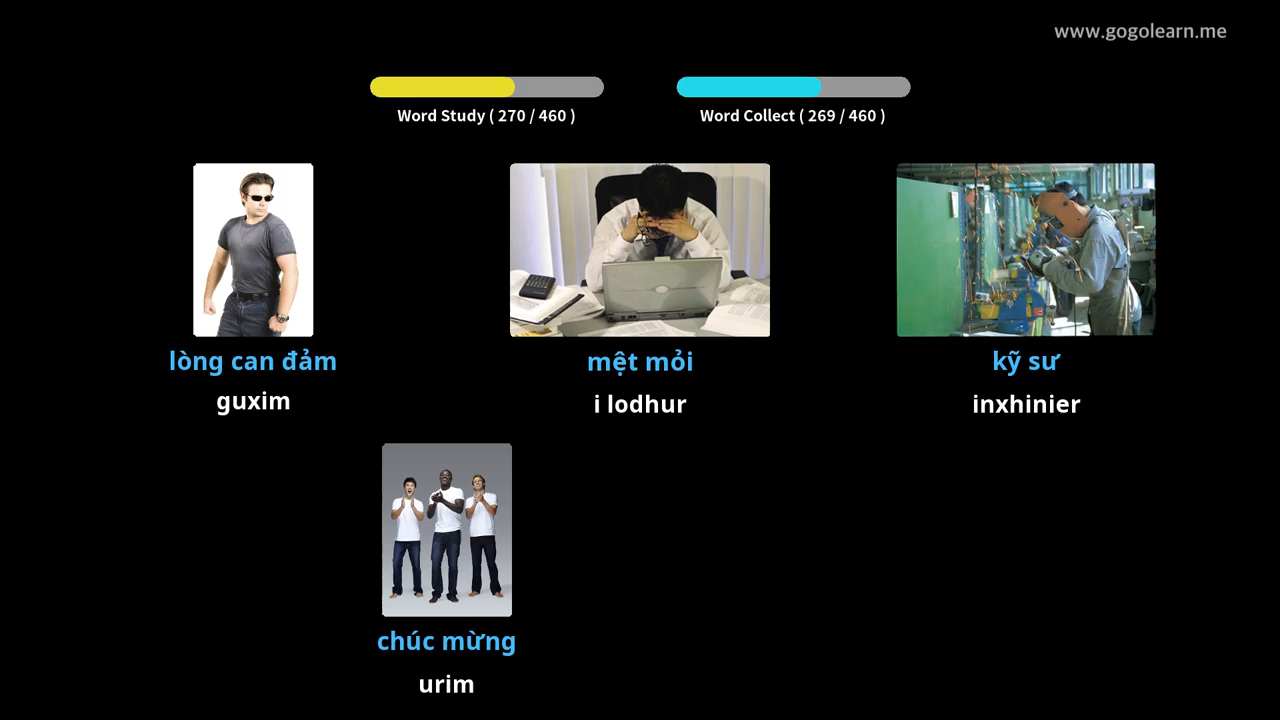 www.gogolearn.me
Word Study ( 270 / 460 )
Word Collect ( 269 / 460 )
lòng can đảm
guxim
mệt mỏi
i lodhur
kỹ sư
inxhinier
chúc mừng
urim